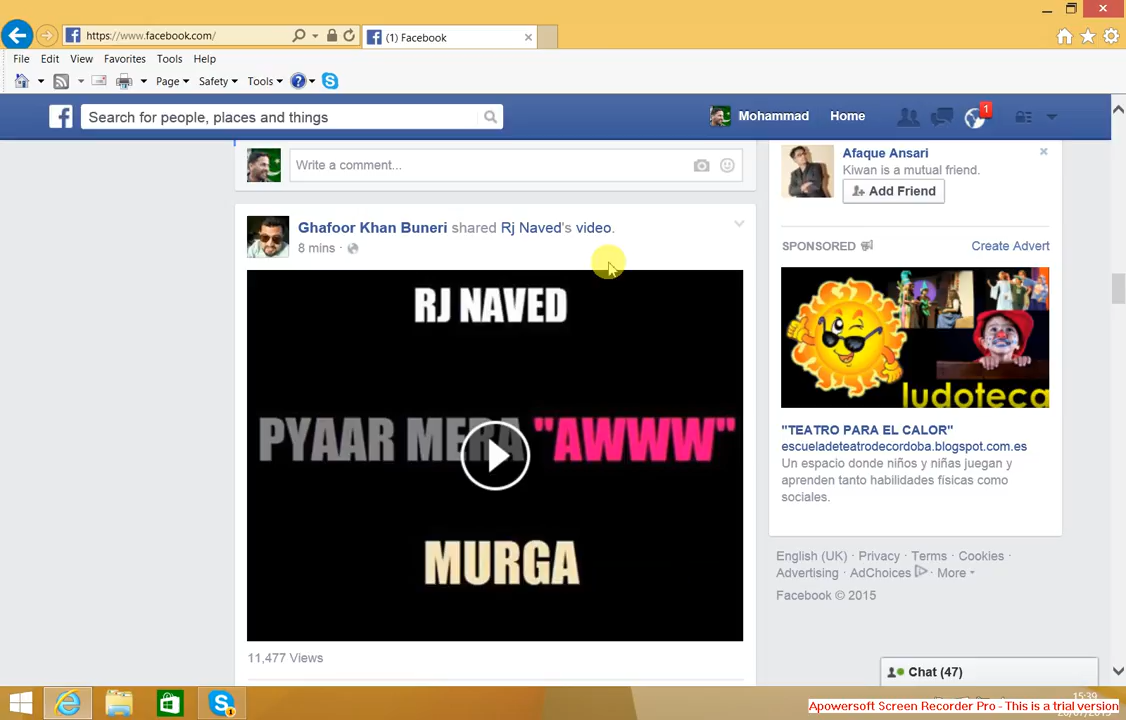 https://www.facebook.com/
(1) Facebook
File Edit View Favorites Tools Help
Page Safety Tools
Search for people, places and things
Mohammad Home
1
Write a comment...
Ghafoor Khan Buneri shared Rj Naved's video.
8 mins
RJ NAVED
PYAAR MERA "AWWW"
MURGA
11,477 Views
Afaque Ansari
Kiwan is a mutual friend.
Add Friend
SPONSORED Create Advert
ludoteca
"TEATRO PARA EL CALOR"
escueladeteatrodecordoba.blogspot.com.es
Un espacio donde niños y niñas juegan y
aprenden tanto habilidades físicas como
sociales.
English (UK) · Privacy · Terms · Cookies ·
Advertising · AdChoices · More
Facebook © 2015
Chat (47)
15:39
Apowersoft Screen Recorder Pro - This is a trial version